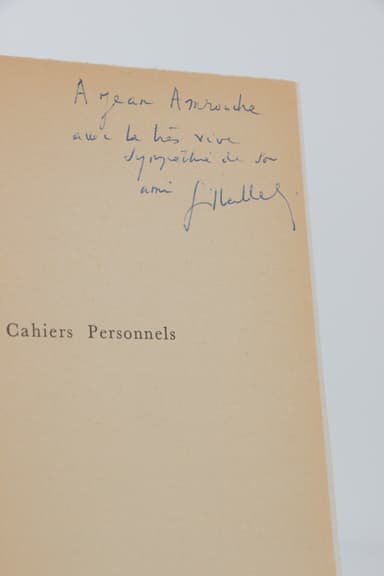 A Jean Amrouche
avec la très vive
sympathie de son
ami
Cahiers Personnels